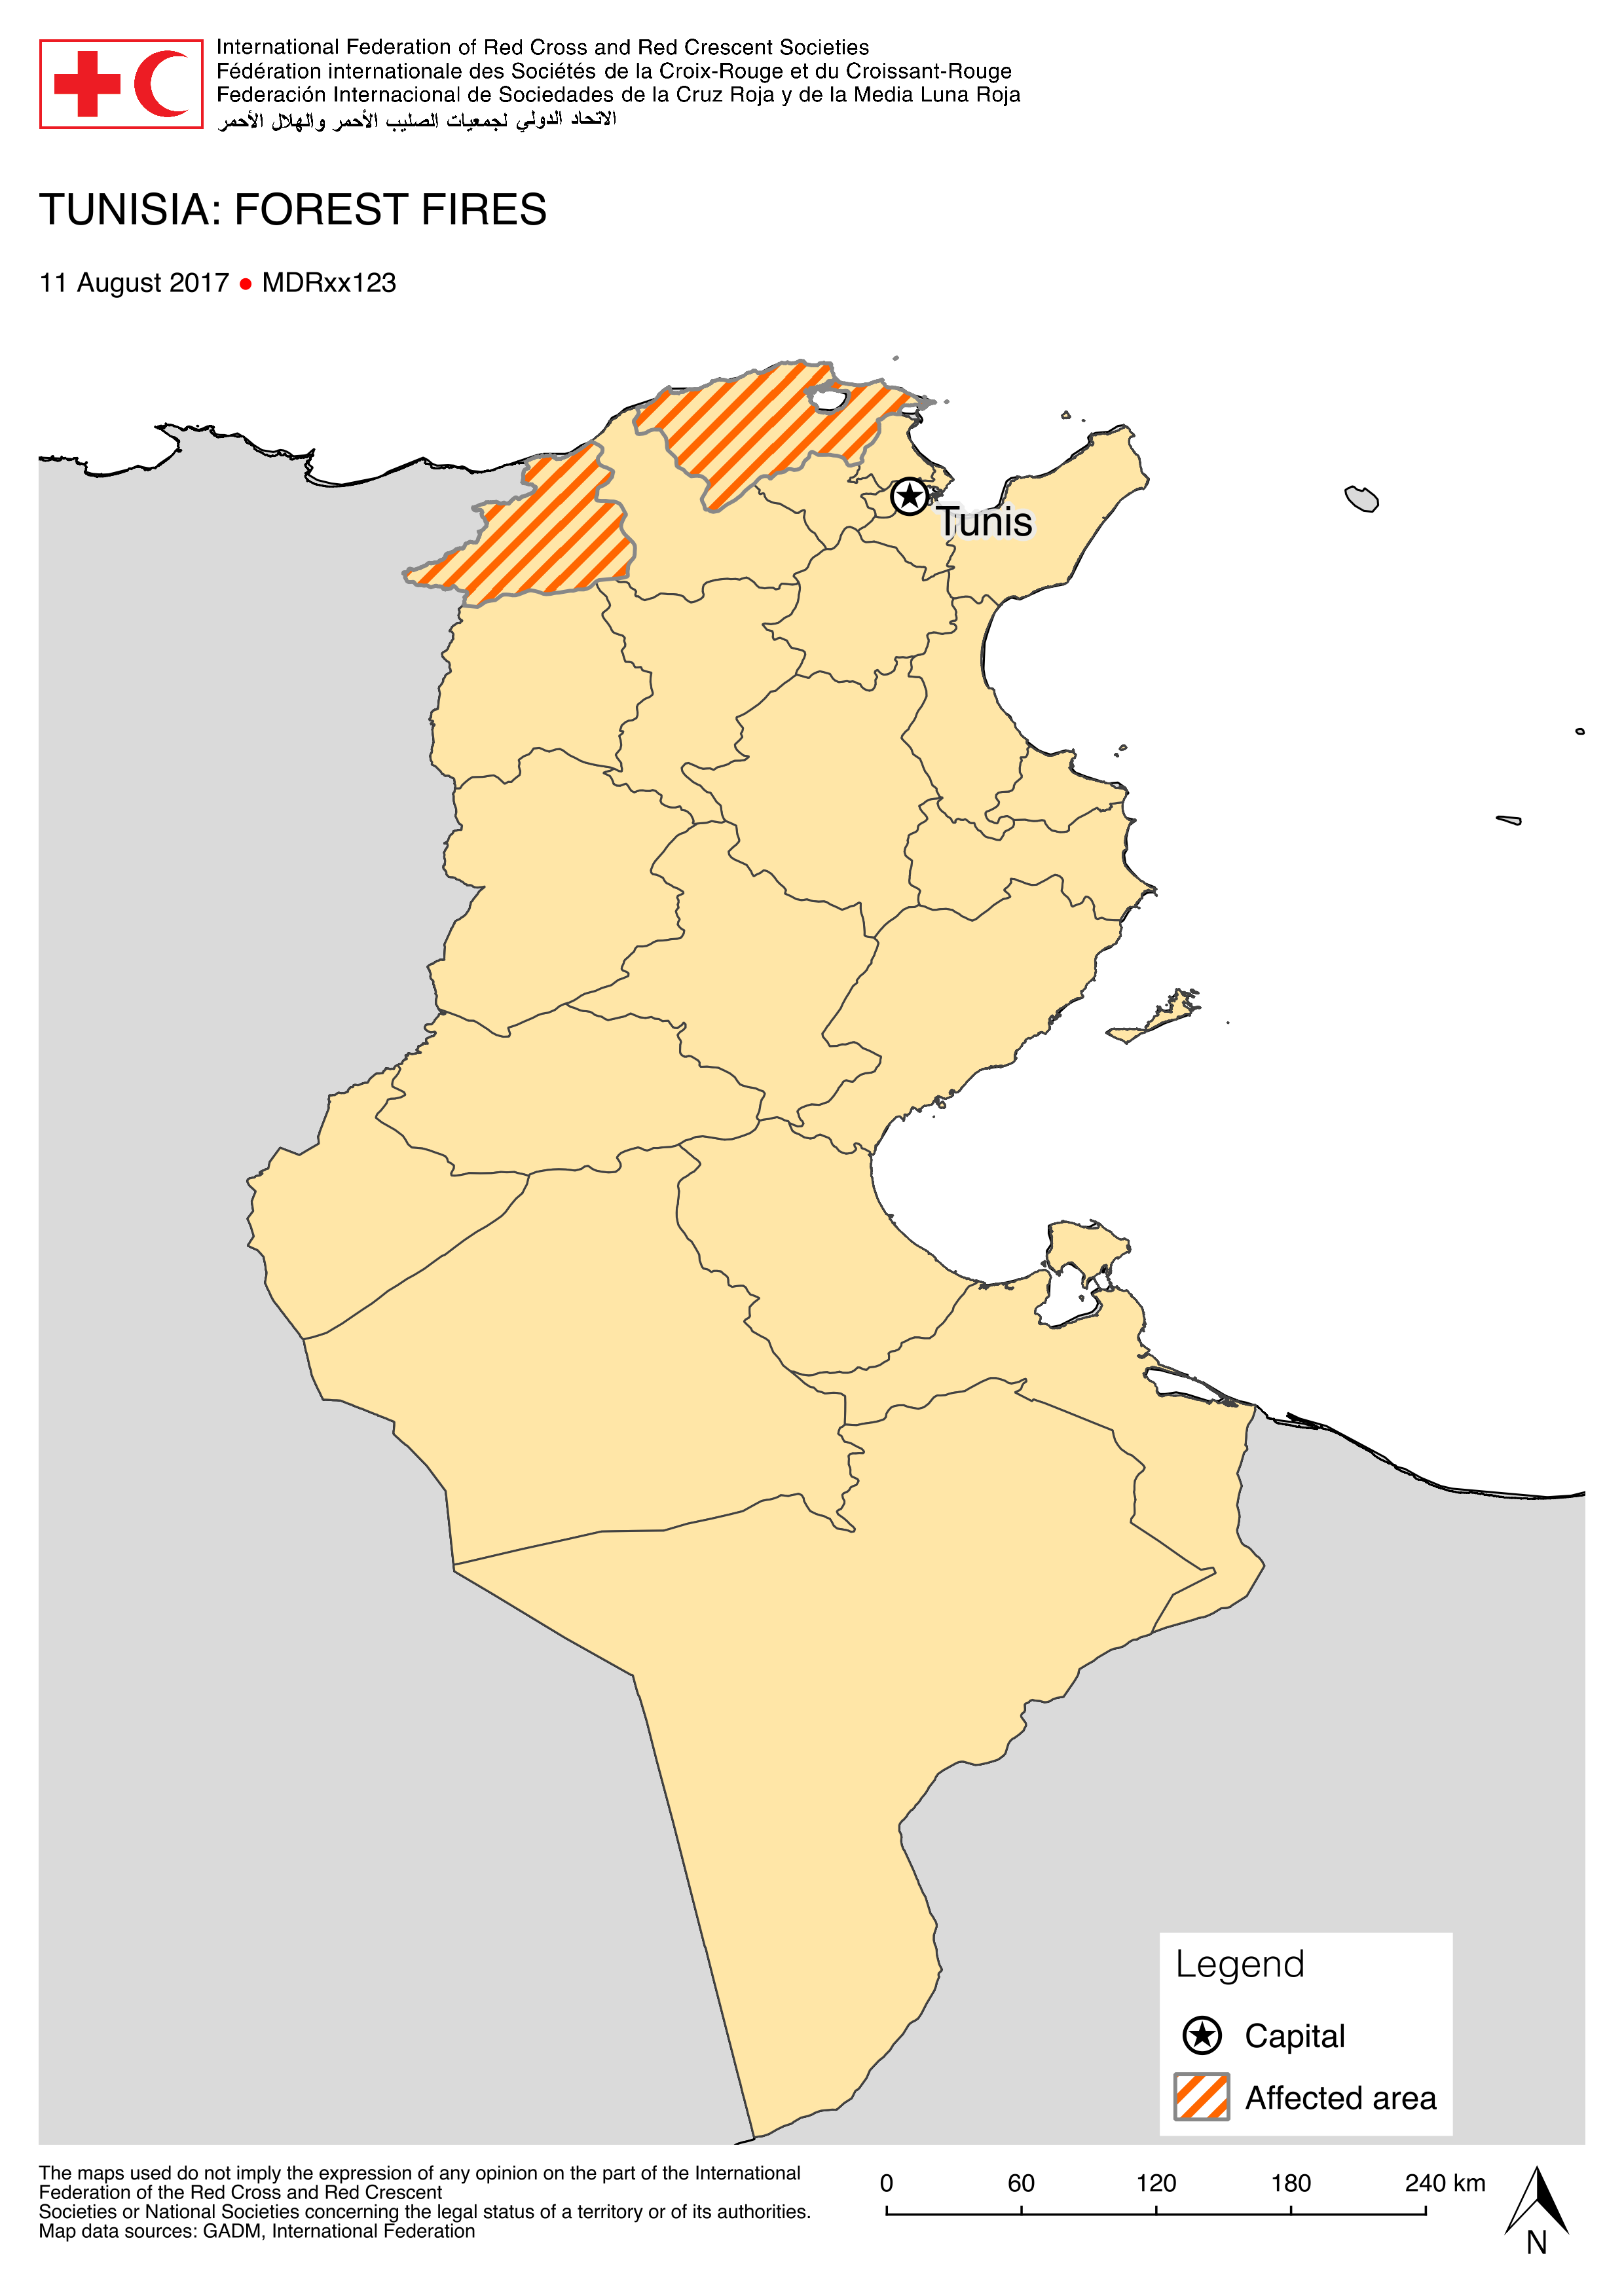 International Federation of Red Cross and Red Crescent Societies
Fédération internationale des Sociétés de la Croix-Rouge et du Croissant-Rouge
Federación Internacional de Sociedades de la Cruz Roja y de la Media Luna Roja
الاتحاد الدولي لجمعيات الصليب الأحمر والهلال الأحمر
TUNISIA: FOREST FIRES
11 August 2017 ● MDRxx123
Tunis
Legend
Capital
Affected area
The maps used do not imply the expression of any opinion on the part of the International
Federation of the Red Cross and Red Crescent
Societies or National Societies concerning the legal status of a territory or of its authorities.
Map data sources: GADM, International Federation
0 60 120 180 240 km
N